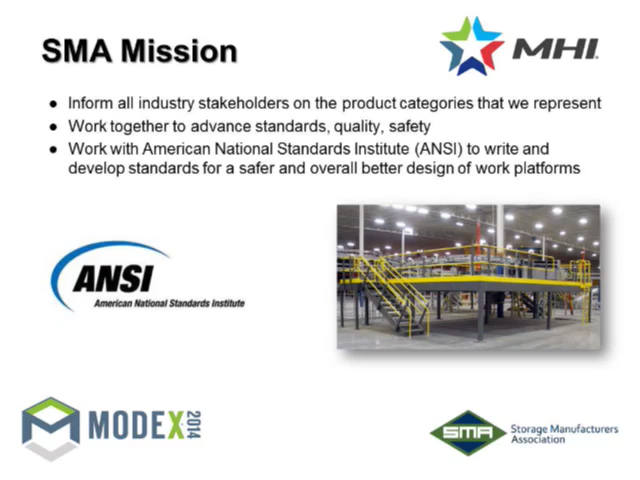 SMA Mission
MHI
● Inform all industry stakeholders on the product categories that we represent
● Work together to advance standards, quality, safety
● Work with American National Standards Institute (ANSI) to write and
develop standards for a safer and overall better design of work platforms
ANSI
American National Standards Institute
MODEX 2014
SMA
Storage Manufacturers
Association